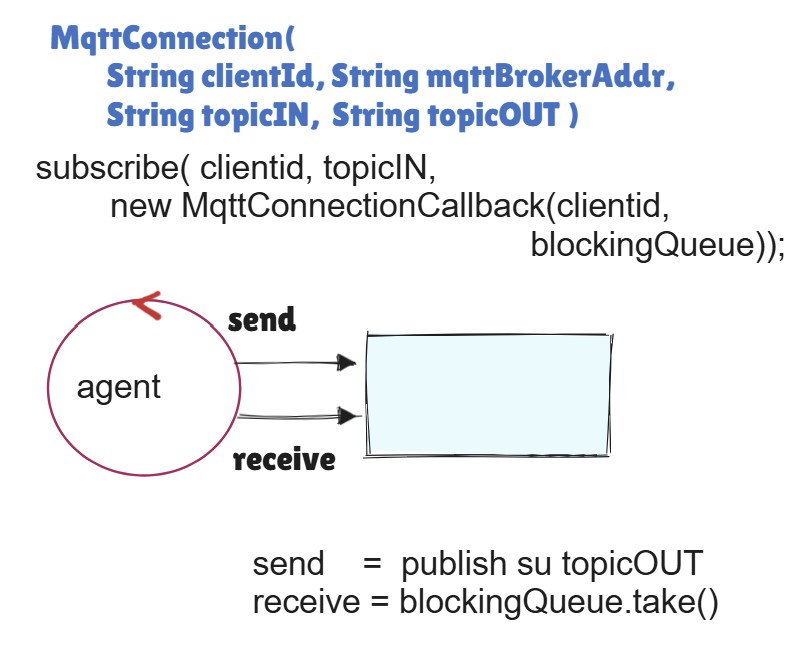 MqttConnection(
String clientId, String mqttBrokerAddr,
String topicIN, String topicOUT )
subscribe( clientid, topicIN,
new MqttConnectionCallback(clientid,
blockingQueue));
send
agent
receive
send = publish su topicOUT
receive = blockingQueue.take()